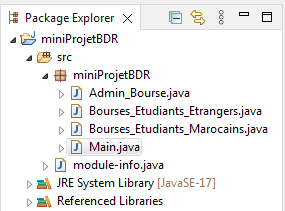 Package Explorer
miniProjetBDR
src
miniProjetBDR
Admin_Bourse.java
Bourses_Etudiants_Etrangers.java
Bourses_Etudiants_Marocains.java
Main.java
module-info.java
JRE System Library [JavaSE-17]
Referenced Libraries